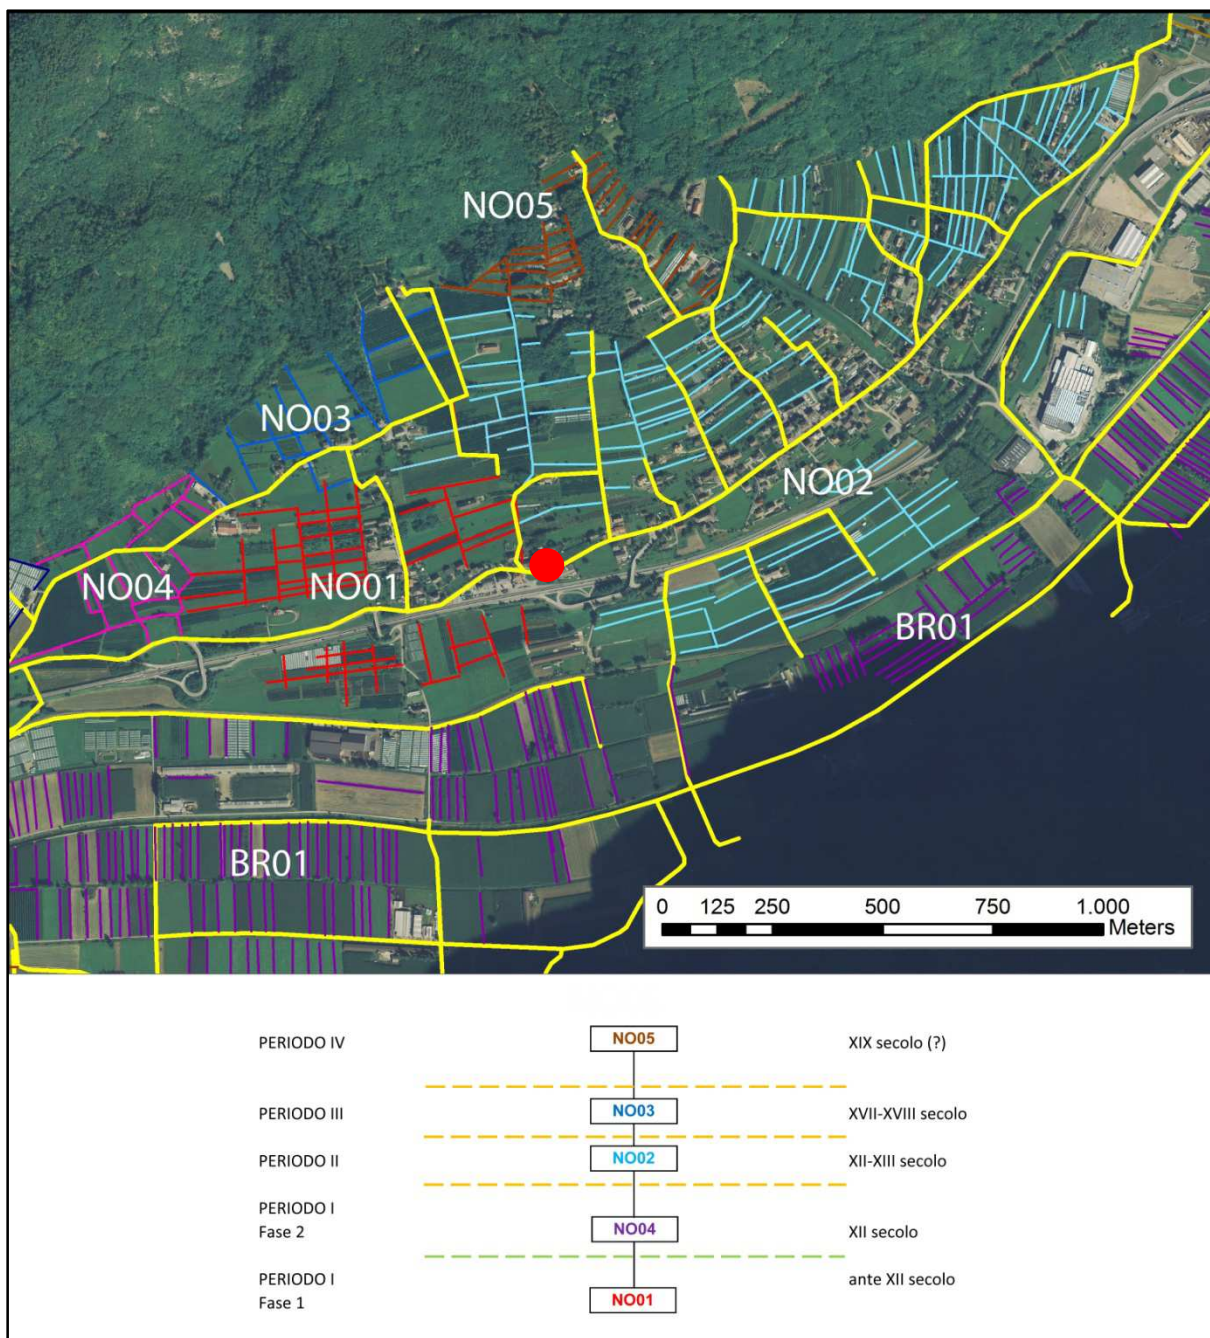 NO05
NO03
NO02
NO04
NO01
BR01
BR01
0 125 250 500 750 1.000
Meters
PERIODO IV NO05 XIX secolo (?)
PERIODO III NO03 XVII-XVIII secolo
PERIODO II NO02 XII-XIII secolo
PERIODO I
Fase 2 NO04 XII secolo
PERIODO I ante XII secolo
Fase 1 NO01